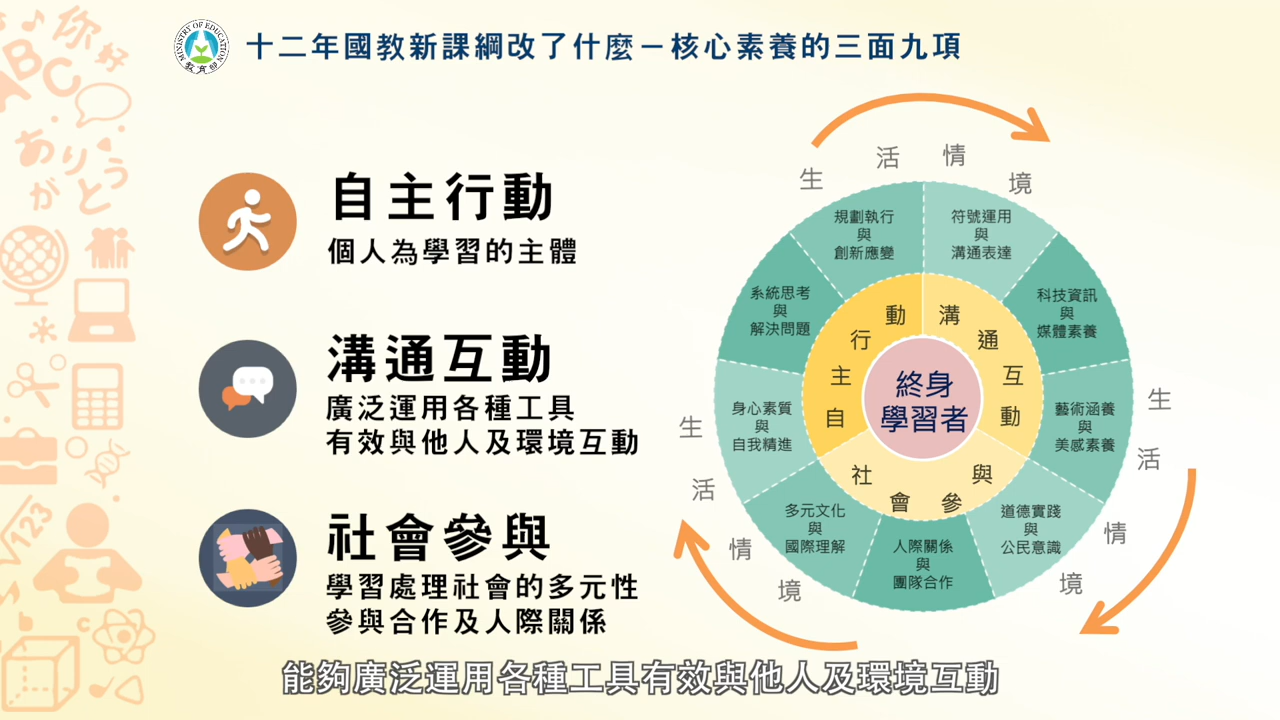 MINISTRY OF EDUCATION
教育部
十二年國教新課綱改了什麼－核心素養的三面九項
你好
ABC
ありがとう
123
b
c
自主行動
個人為學習的主體
溝通互動
廣泛運用各種工具
有效與他人及環境互動
社會參與
學習處理社會的多元性
參與合作及人際關係
生活情境
生活情境
生活情境
規劃執行
與
創新應變
符號運用
與
溝通表達
系統思考
與
解決問題
科技資訊
與
媒體素養
身心素質
與
自我精進
藝術涵養
與
美感素養
多元文化
與
國際理解
人際關係
與
團隊合作
道德實踐
與
公民意識
自主行動
溝通互動
社會參與
終身
學習者
能夠廣泛運用各種工具有效與他人及環境互動